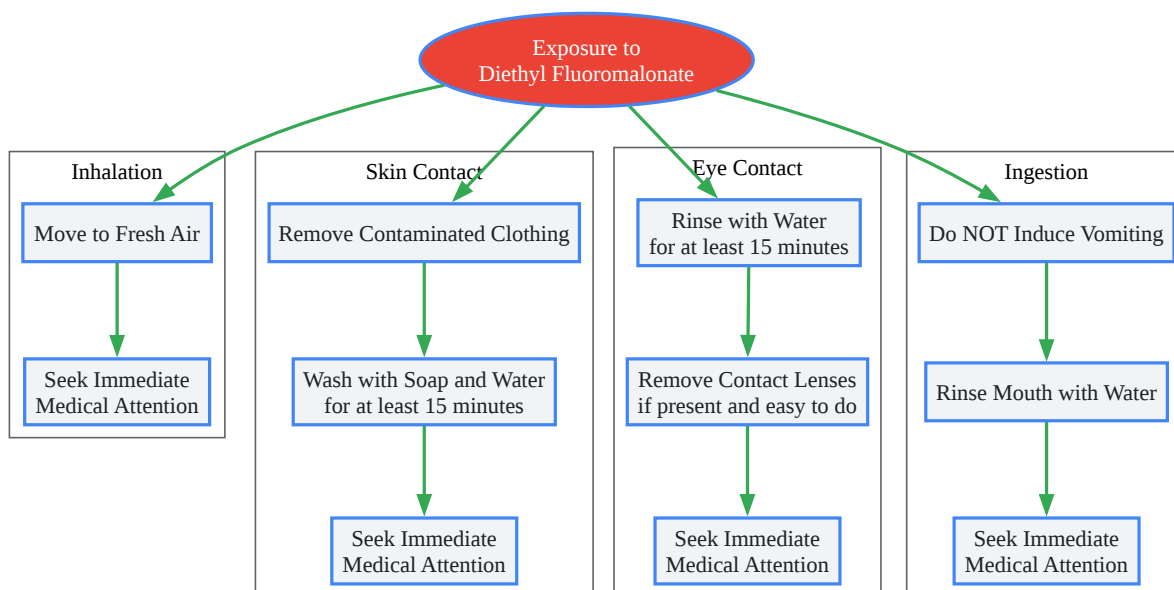 Exposure to
Diethyl Fluoromalonate
Inhalation
Move to Fresh Air
Seek Immediate
Medical Attention
Skin Contact
Remove Contaminated Clothing
Wash with Soap and Water
for at least 15 minutes
Seek Immediate
Medical Attention
Eye Contact
Rinse with Water
for at least 15 minutes
Remove Contact Lenses
if present and easy to do
Seek Immediate
Medical Attention
Ingestion
Do NOT Induce Vomiting
Rinse Mouth with Water
Seek Immediate
Medical Attention